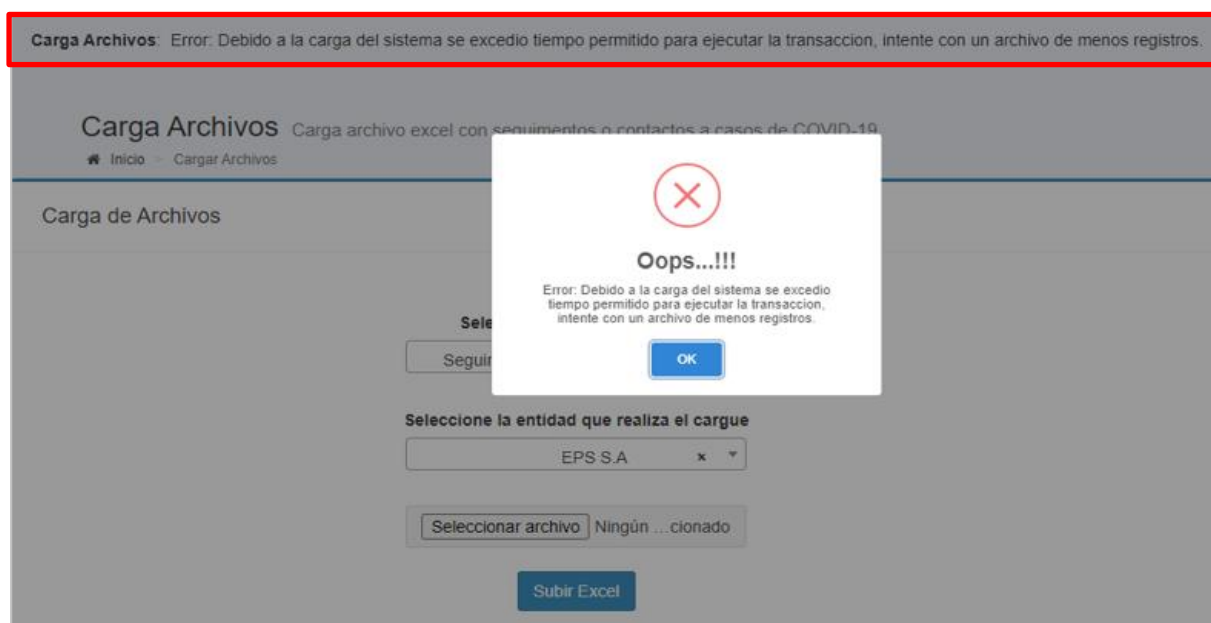 Carga Archivos: Error: Debido a la carga del sistema se excedio tiempo permitido para ejecutar la transaccion, intente con un archivo de menos registros.
Carga Archivos Carga archivo excel con seguimentos o contactos a casos de COVID-19.
Inicio - Cargar Archivos
Carga de Archivos
Oops...!!!
Error: Debido a la carga del sistema se excedio
tiempo permitido para ejecutar la transaccion,
intente con un archivo de menos registros.
OK
Sele
Seguir
Seleccione la entidad que realiza el cargue
EPS S.A
Seleccionar archivo Ningún ...cionado
Subir Excel